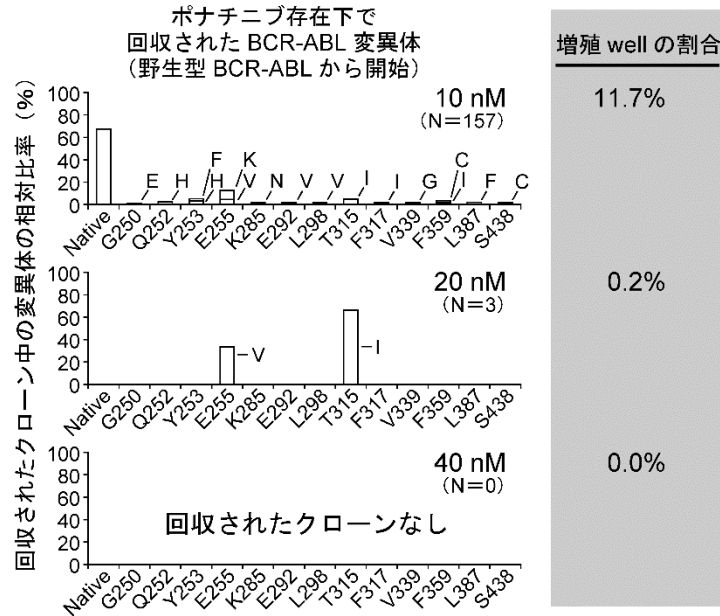 ポナチニブ存在下で
回収された BCR-ABL 変異体
（野生型 BCR-ABL から開始）
増殖 well の割合
回収されたクローン中の変異体の相対比率（%）
100
80
60
40
20
0
10 nM
（N＝157）
11.7%
F K C
E H H V N V V I I G I F C
Native G250 Q252 Y253 E255 K285 E292 L298 T315 F317 V339 F359 L387 S438
100
80
60
40
20
0
20 nM
（N＝3）
0.2%
V I
Native G250 Q252 Y253 E255 K285 E292 L298 T315 F317 V339 F359 L387 S438
100
80
60
40
20
0
40 nM
（N＝0）
0.0%
回収されたクローンなし
Native G250 Q252 Y253 E255 K285 E292 L298 T315 F317 V339 F359 L387 S438